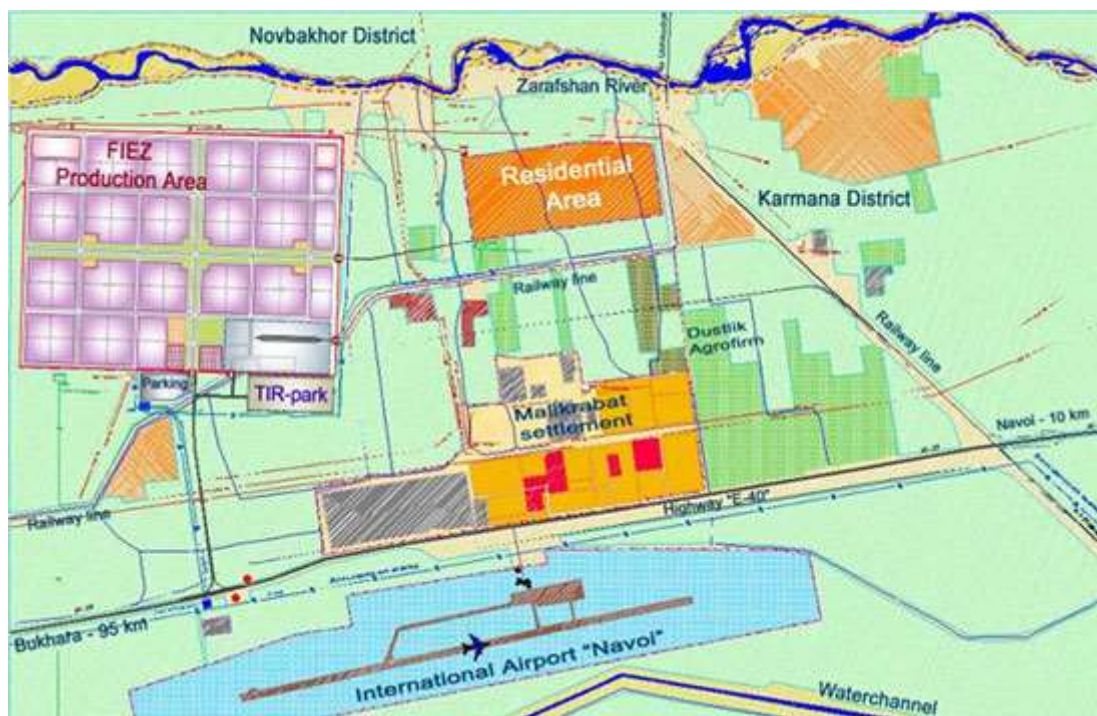 Novbakhor District
Zarafshan River
FIEZ
Production Area
Residential
Area
Karmana District
Railway line
Railway line
Dustlik
Agrofirm
Parking
TIR-park
Malikrabat
settlement
Navoi - 10 km
Highway "E-40"
Railway line
Bukhara - 95 km
International Airport "Navoi"
Waterchannel